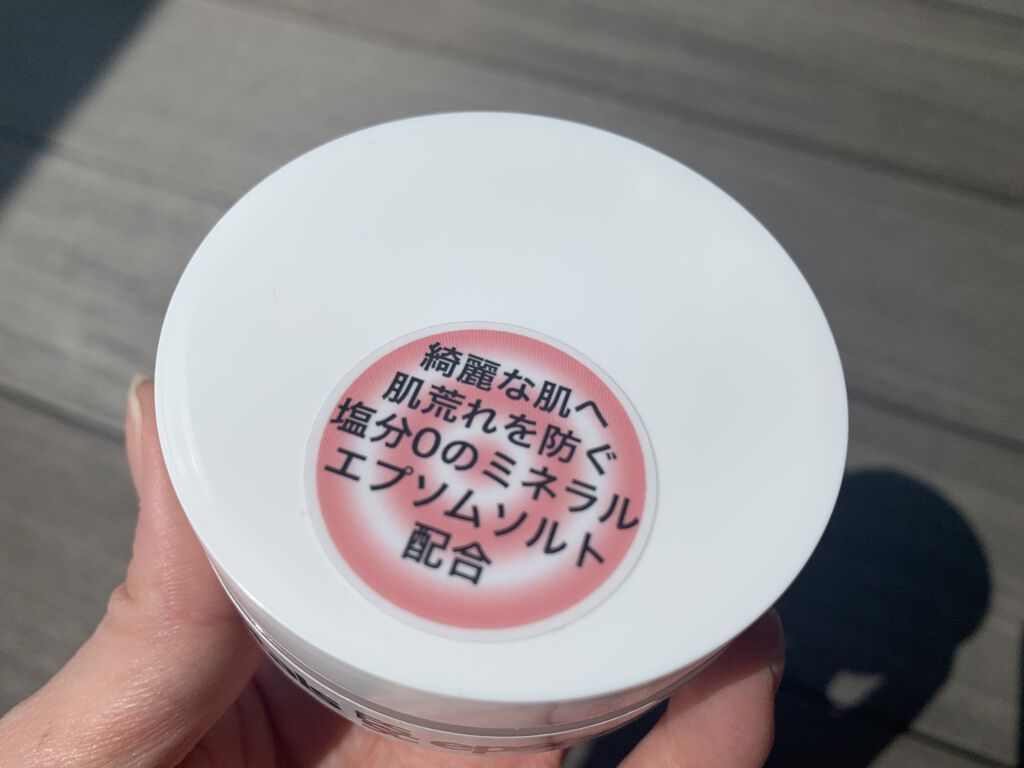 綺麗な肌へ
肌荒れを防ぐ
塩分0のミネラル
エプソムソルト
配合